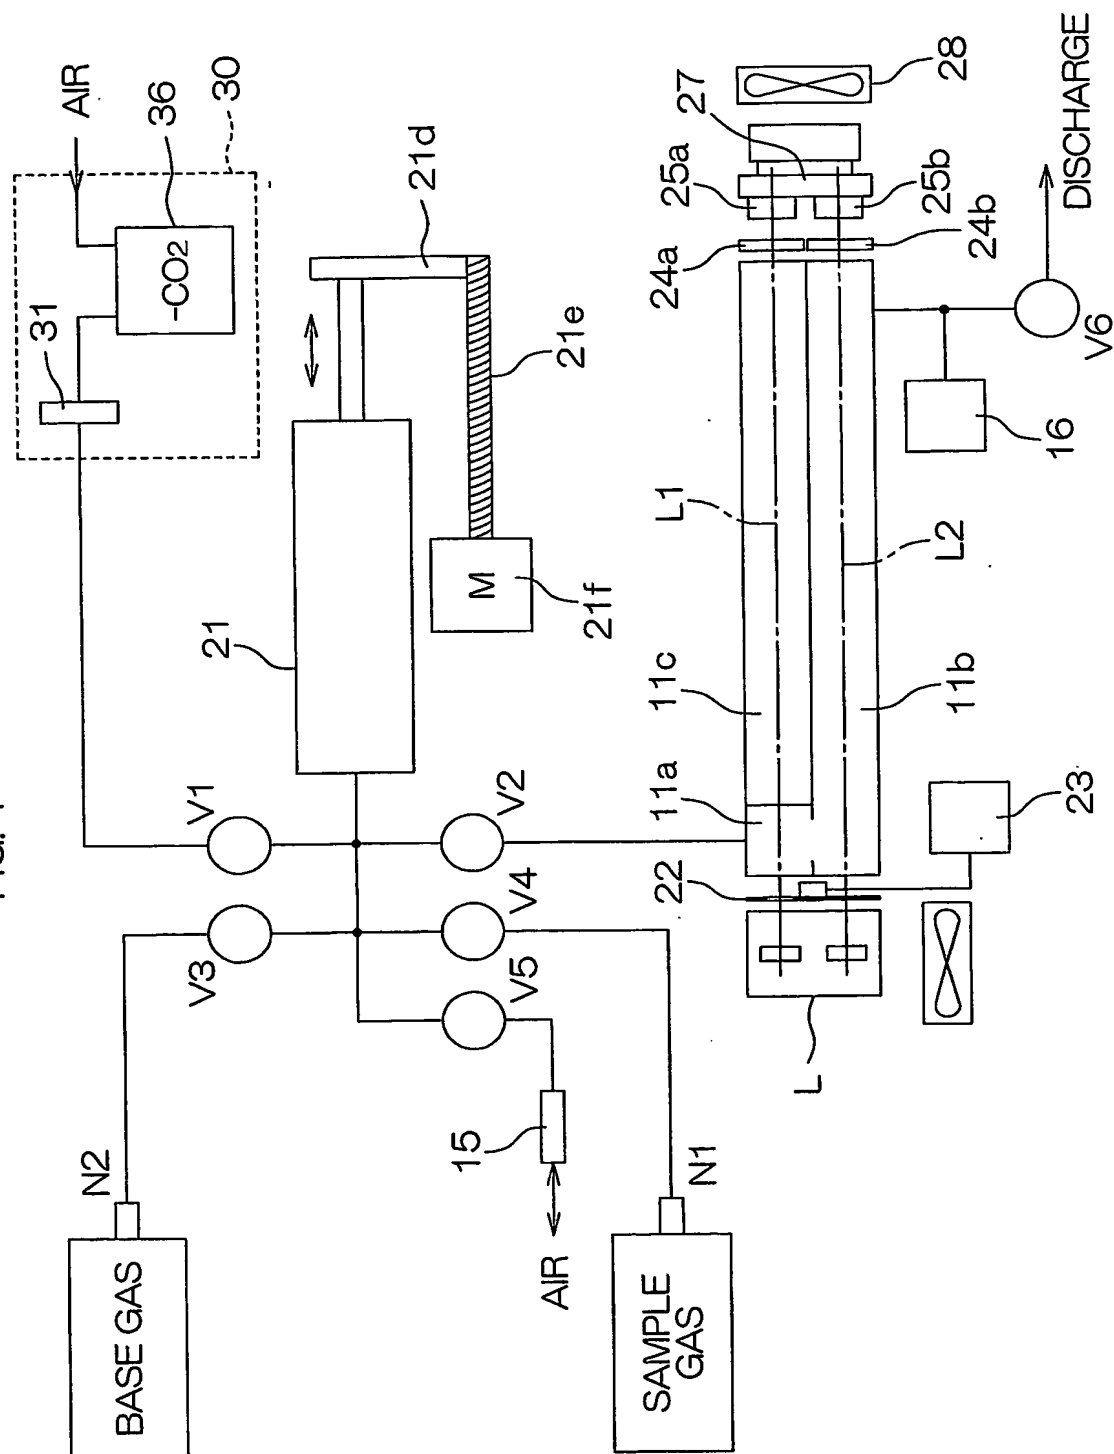 AIR
30
36
-CO2
31
21d
21e
M
21f
21
V1
V2
V3
V4
V5
N2
BASE GAS
15
AIR
N1
SAMPLE
GAS
28
27
25a
25b
24a
24b
DISCHARGE
V6
16
L1
L2
11c
11b
11a
22
23
L